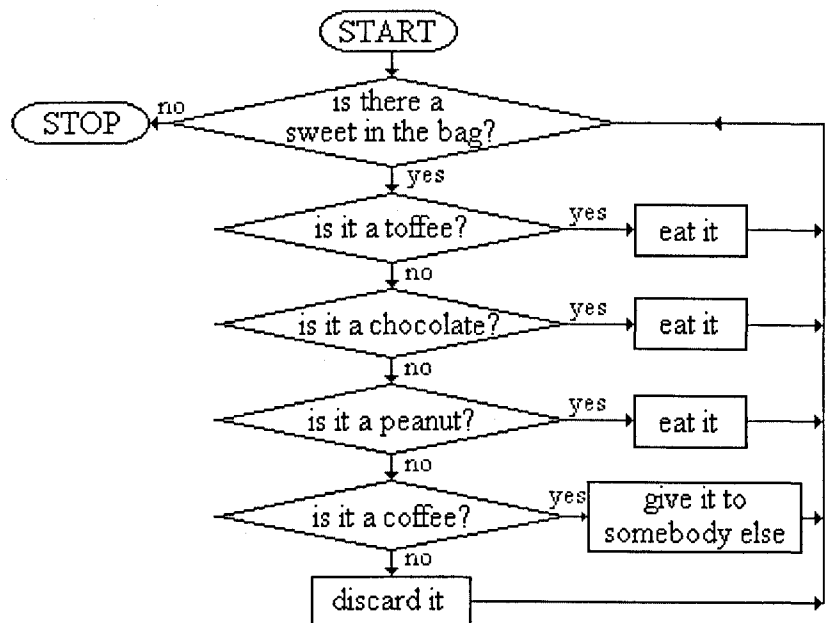 START
is there a
sweet in the bag?
no
STOP
yes
is it a toffee?
yes
eat it
no
is it a chocolate?
yes
eat it
no
is it a peanut?
yes
eat it
no
is it a coffee?
yes
give it to
somebody else
no
discard it